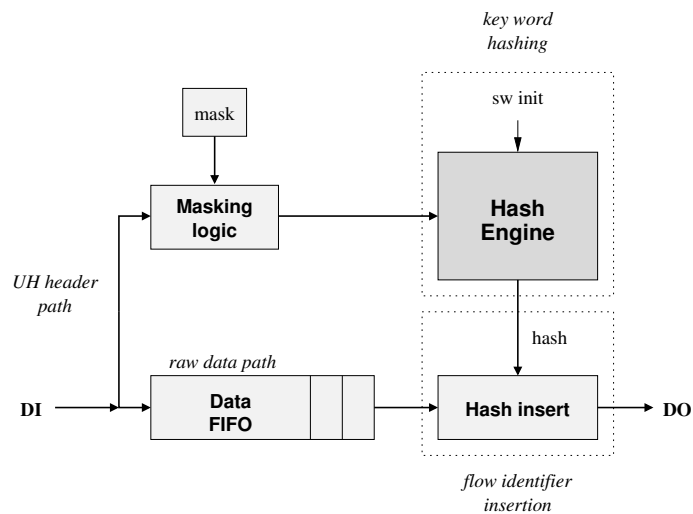 key word
hashing
sw init
mask
Masking
logic
Hash
Engine
UH header
path
hash
raw data path
DI
Data
FIFO
Hash insert
DO
flow identifier
insertion